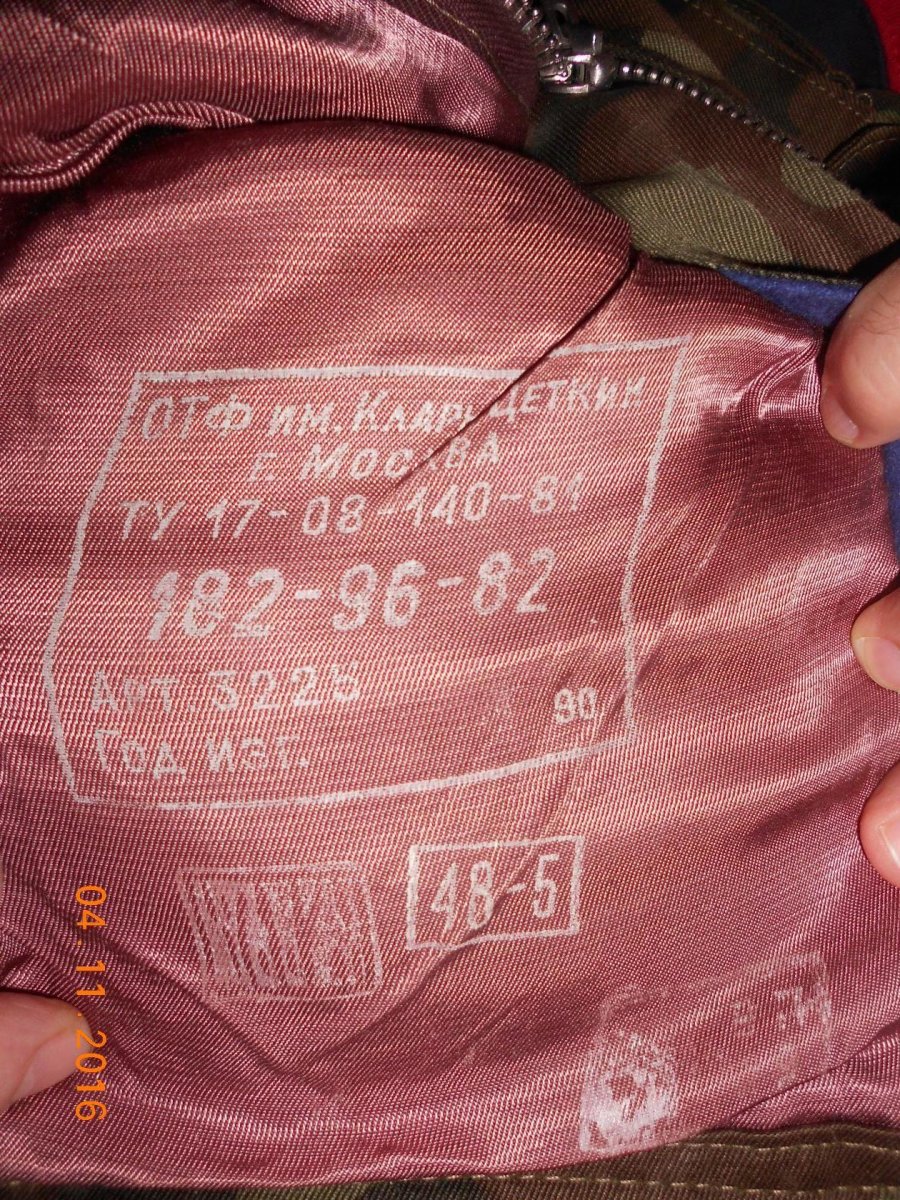 ОТФ ИМ. КЛАРЫ ЦЕТКИН
Г. МОСКВА
ТУ 17-08-140-81
182-96-82
Арт. 3225
Год изг. 90
48-5
04.11.2016